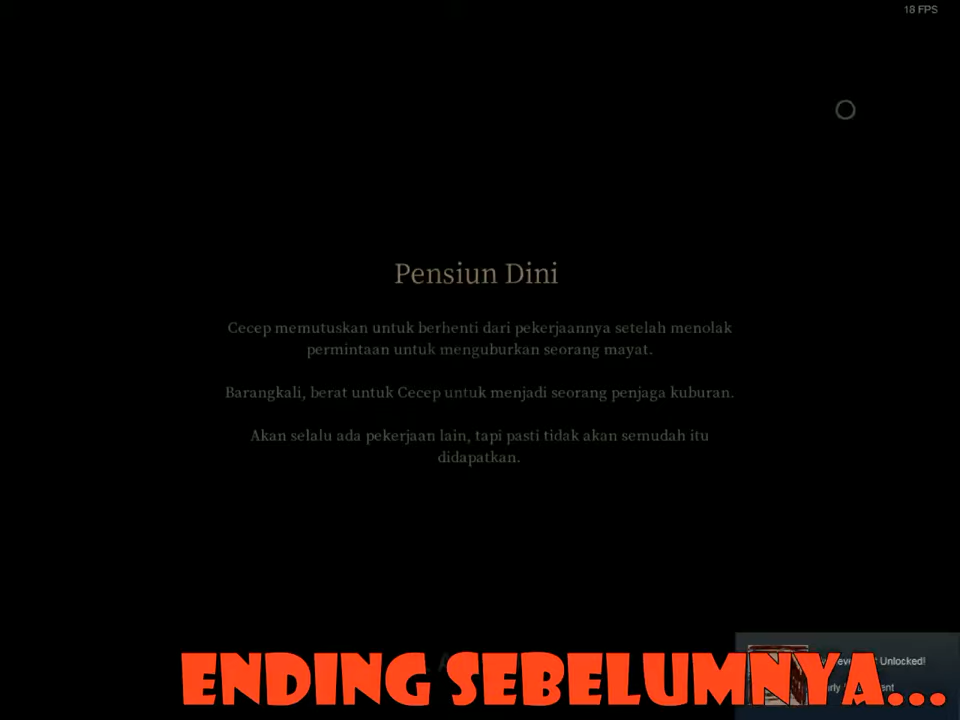 18 FPS
Pensiun Dini
Cecep memutuskan untuk berhenti dari pekerjaannya setelah menolak
permintaan untuk menguburkan seorang mayat.
Barangkali, berat untuk Cecep untuk menjadi seorang penjaga kuburan.
Akan selalu ada pekerjaan lain, tapi pasti tidak akan semudah itu
didapatkan.
Unlocked!
ENDING SEBELUMNYA...